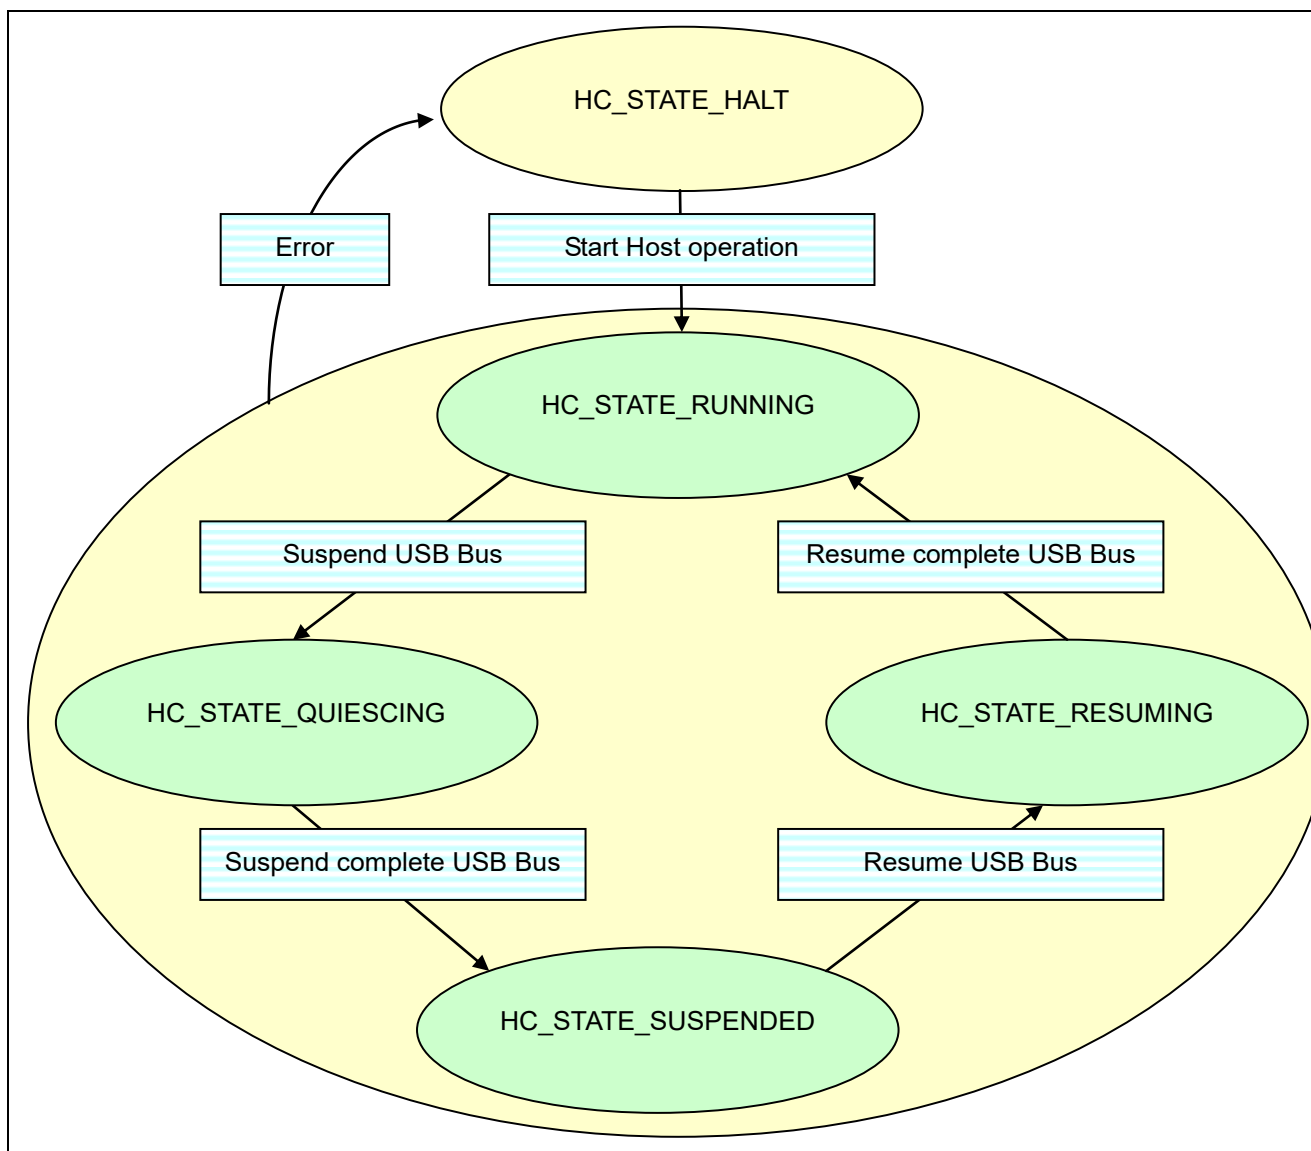 HC_STATE_HALT
Error
Start Host operation
HC_STATE_RUNNING
Suspend USB Bus
Resume complete USB Bus
HC_STATE_QUIESCING
HC_STATE_RESUMING
Suspend complete USB Bus
Resume USB Bus
HC_STATE_SUSPENDED